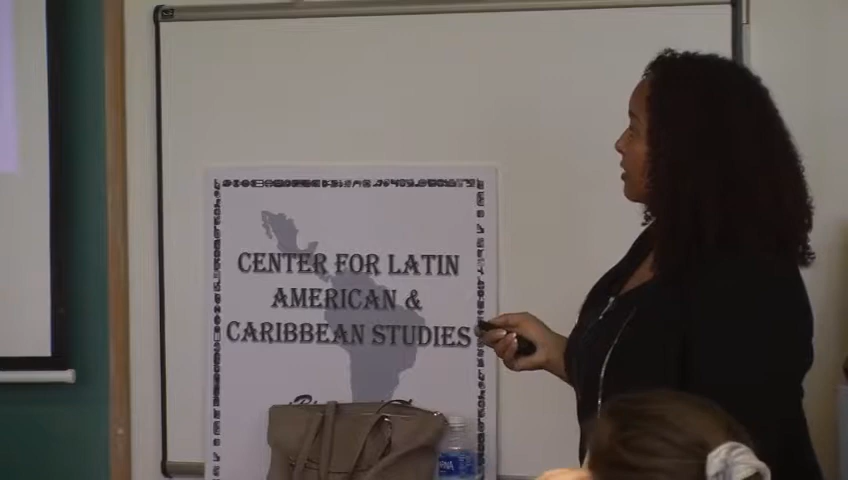 CENTER FOR LATIN
AMERICAN &
CARIBBEAN STUDIES